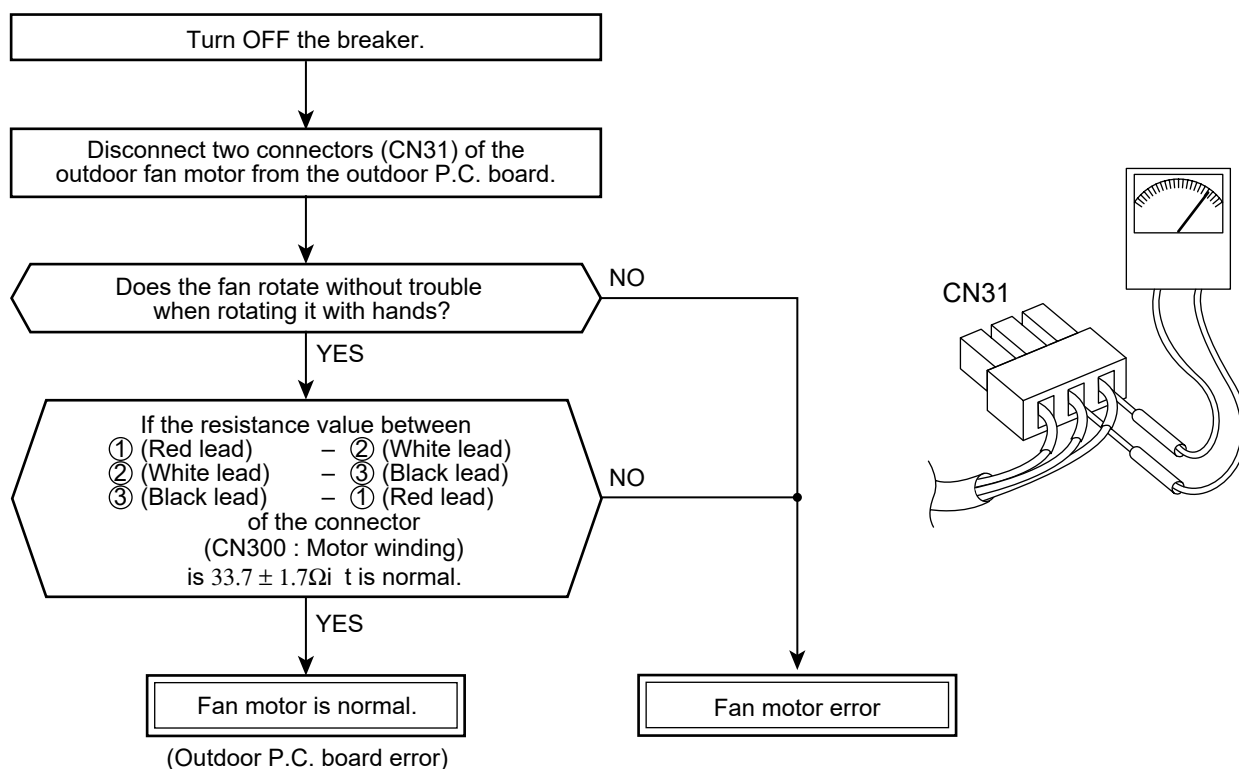 Turn OFF the breaker.
Disconnect two connectors (CN31) of the
outdoor fan motor from the outdoor P.C. board.
Does the fan rotate without trouble
when rotating it with hands?
NO
YES
If the resistance value between
① (Red lead) – ② (White lead)
② (White lead) – ③ (Black lead)
③ (Black lead) – ① (Red lead)
of the connector
(CN300 : Motor winding)
is 33.7 ± 1.7Ωi t is normal.
NO
YES
Fan motor is normal.
(Outdoor P.C. board error)
Fan motor error
CN31